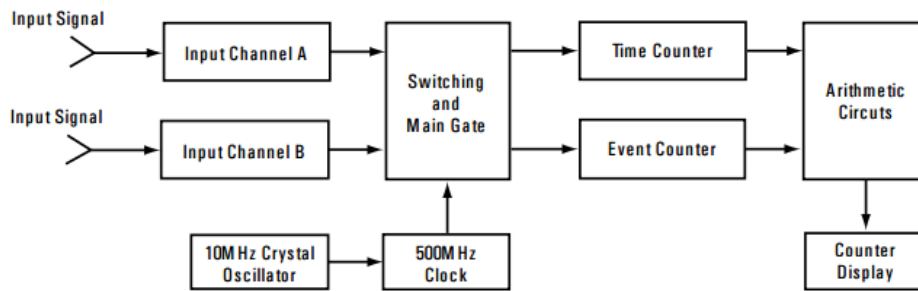 Input Signal
Input Channel A
Input Signal
Input Channel B
Switching
and
Main Gate
Time Counter
Event Counter
Arithmetic
Circuts
10MHz Crystal
Oscillator
500MHz
Clock
Counter
Display